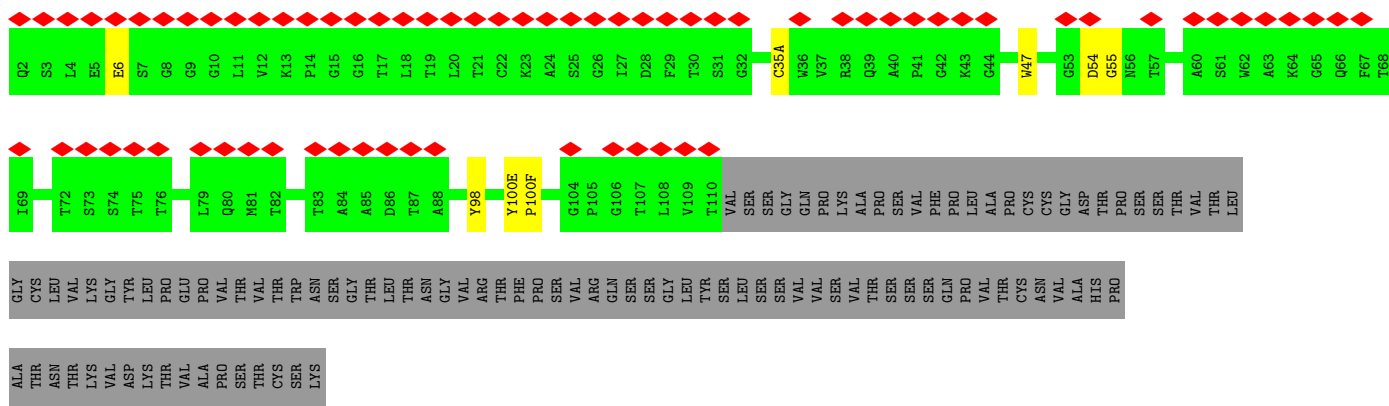 Q2 S3 L4 E5 E6 S7 G8 G9 G10 L11 V12 K13 P14 G15 G16 T17 L18 T19 L20 T21 C22 K23 A24 S25 G26 I27 D28 F29 T30 S31 G32 C35A W36 V37 R38 Q39 A40 P41 G42 K43 G44 W47 G53 D54 G55 N56 T57 A60 S61 W62 A63 K64 G65 Q66 F67 T68
I69 T72 S73 S74 T75 T76 L79 Q80 M81 T82 T83 A84 A85 D86 T87 A88 Y98 Y100E P100F G104 P105 G106 T107 L108 V109 T110 VAL SER SER GLY GLN PRO LYS ALA PRO SER VAL PHE PRO LEU ALA PRO CYS CYS GLY ASP THR PRO SER SER THR VAL THR LEU
GLY CYS LEU VAL LYS GLY TYR LEU PRO GLU PRO VAL THR VAL THR TRP ASN SER GLY THR LEU THR ASN GLY VAL ARG THR PHE PRO SER VAL ARG GLN SER SER GLY LEU TYR SER LEU SER SER VAL VAL SER VAL THR SER SER SER GLN PRO VAL THR CYS ASN VAL ALA HIS PRO
ALA THR ASN THR LYS VAL ASP LYS THR VAL ALA PRO SER THR CYS SER LYS